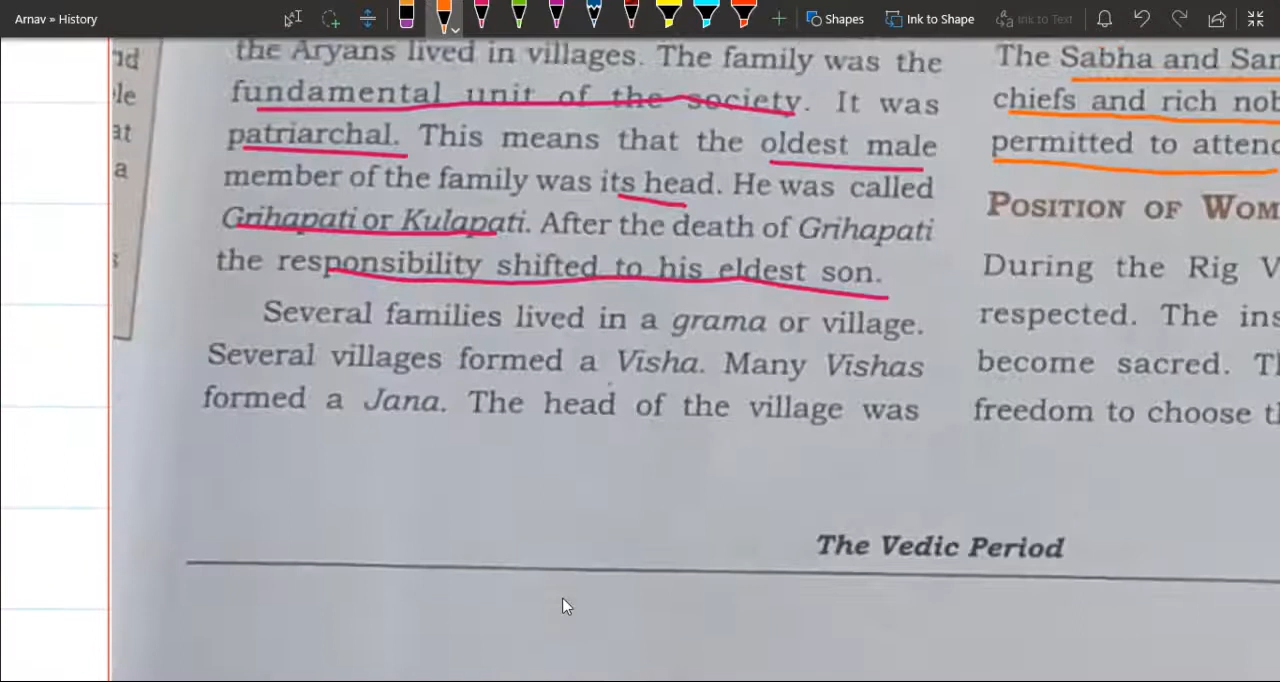 Arnav » History
Shapes
Ink to Shape
Ink to Text
the Aryans lived in villages. The family was the
fundamental unit of the society. It was
patriarchal. This means that the oldest male
member of the family was its head. He was called
Grihapati or Kulapati. After the death of Grihapati
the responsibility shifted to his eldest son.
Several families lived in a grama or village.
Several villages formed a Visha. Many Vishas
formed a Jana. The head of the village was
The Sabha and
chiefs and rich
permitted to
POSITION OF
During the Rig V
respected. The
become sacred.
freedom to choose
The Vedic Period